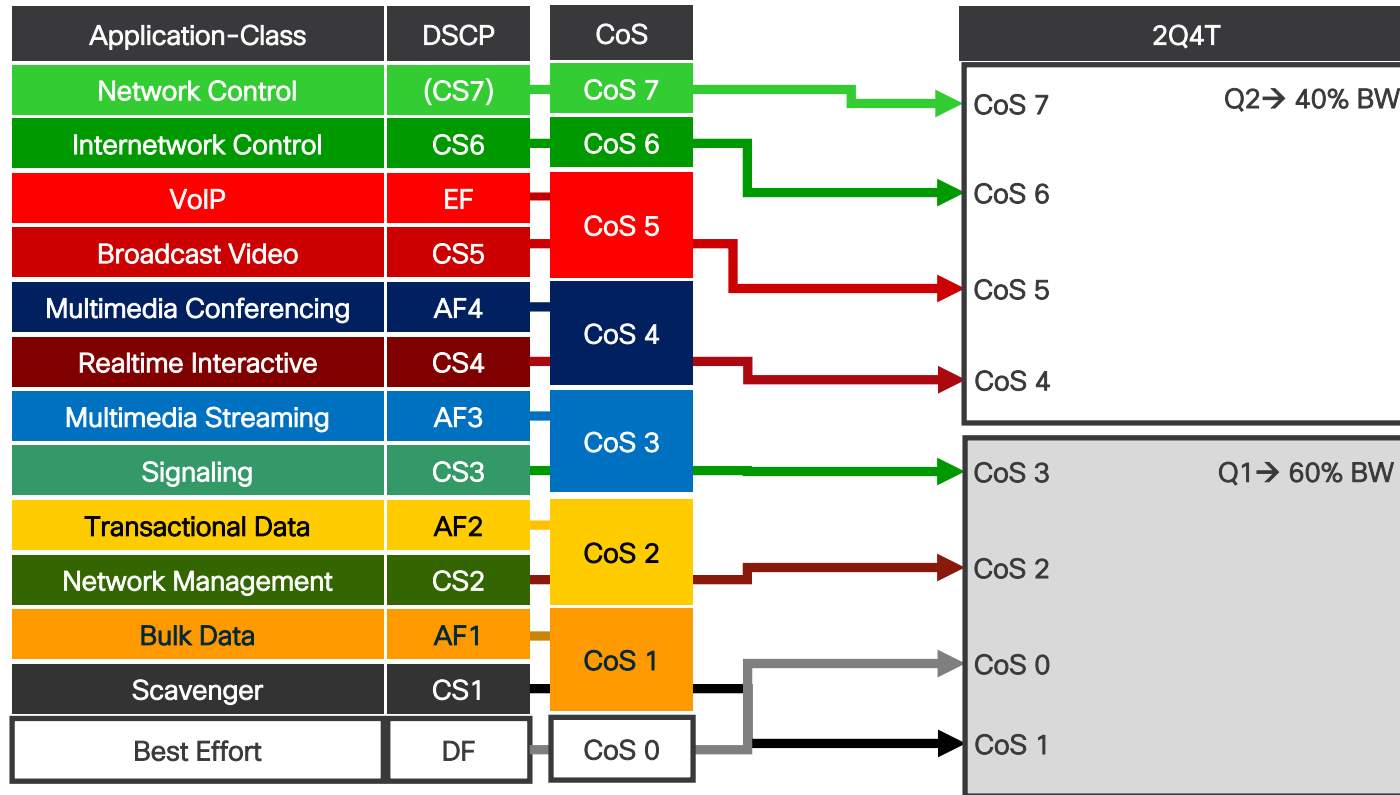 Application-Class DSCP CoS 2Q4T
Network Control (CS7) CoS 7
Internetwork Control CS6 CoS 6
VoIP EF
CoS 5
Broadcast Video CS5
Multimedia Conferencing AF4
CoS 4
Realtime Interactive CS4
Multimedia Streaming AF3
CoS 3
Signaling CS3
Transactional Data AF2
CoS 2
Network Management CS2
Bulk Data AF1
CoS 1
Scavenger CS1
Best Effort DF CoS 0
CoS 7 Q2→ 40% BW
CoS 6
CoS 5
CoS 4
CoS 3 Q1→ 60% BW
CoS 2
CoS 0
CoS 1